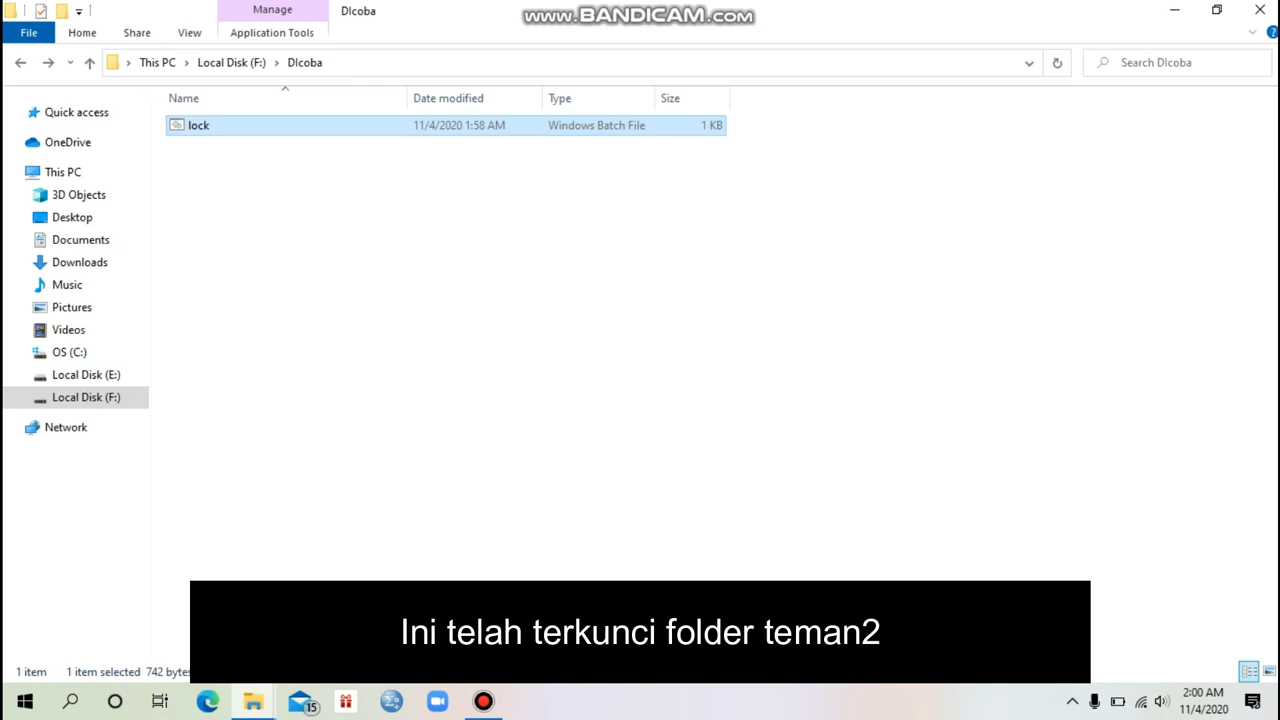 Manage
DIcoba
www.BANDICAM.com
File
Home
Share
View
Application Tools
This PC > Local Disk (F:) > DIcoba
Search DIcoba
Name
Date modified
Type
Size
lock
11/4/2020 1:58 AM
Windows Batch File
1 KB
Quick access
OneDrive
This PC
3D Objects
Desktop
Documents
Downloads
Music
Pictures
Videos
OS (C:)
Local Disk (E:)
Local Disk (F:)
Network
Ini telah terkunci folder teman2
1 item
1 item selected
742 bytes
15
2:00 AM
11/4/2020